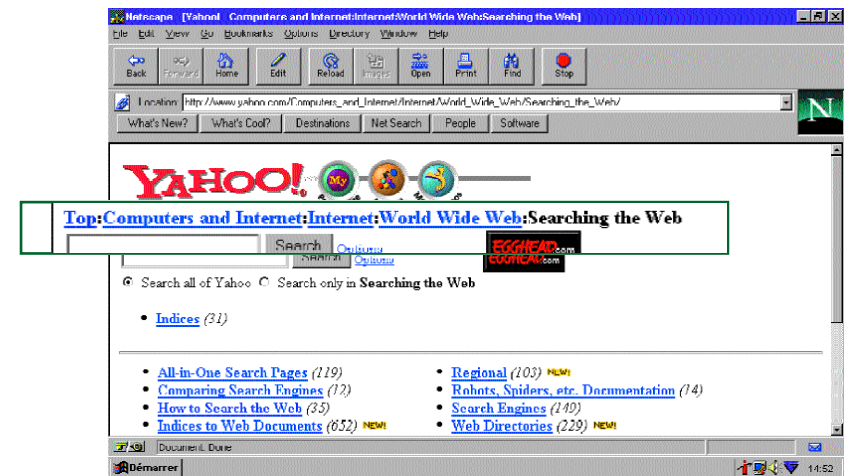 Netscape [Yahoo! Computers and Internet:Internet:World Wide Web:Searching the Web]
File Edit View Go Bookmarks Options Directory Window Help
Back Forward Home Edit Reload Images Open Print Find Stop
Location: http://www.yahoo.com/Computers_and_Internet/Internet/World_Wide_Web/Searching_the_Web/
N
What's New? What's Cool? Destinations Net Search People Software
YAHOO! My
Top:Computers and Internet:Internet:World Wide Web:Searching the Web
Search Options EGGHEAD.com
Search Options EGGHEAD.com
Search all of Yahoo Search only in Searching the Web
• Indices (31)
• All-in-One Search Pages (119) • Regional (103) NEW!
• Comparing Search Engines (12) • Robots, Spiders, etc. Documentation (14)
• How to Search the Web (35) • Search Engines (149)
• Indices to Web Documents (652) NEW! • Web Directories (229) NEW!
Document: Done
Démarrer 14:52